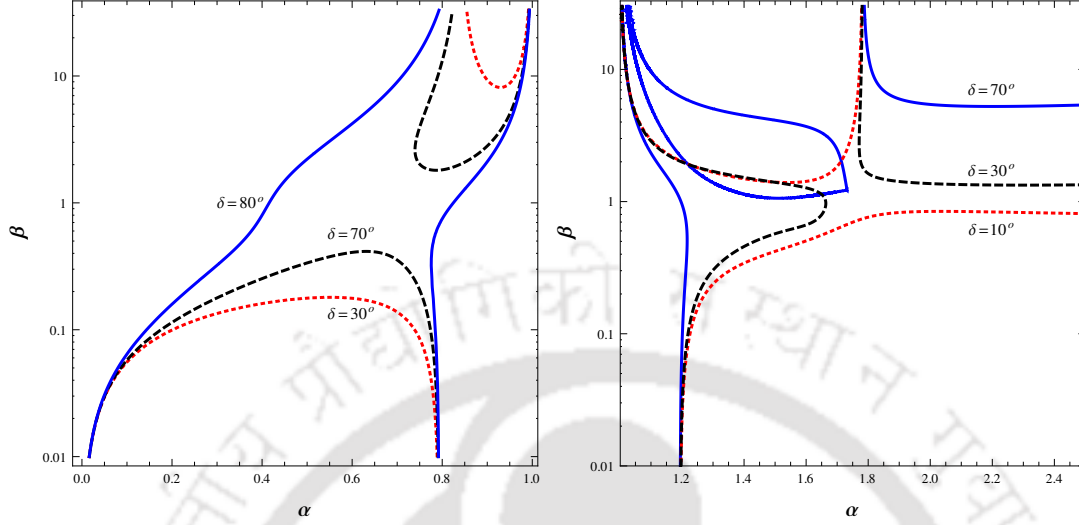 10
1
0.1
0.01
β
0.0 0.2 0.4 0.6 0.8 1.0
α
δ = 80°
δ = 70°
δ = 30°
10
1
0.1
0.01
β
1.2 1.4 1.6 1.8 2.0 2.2 2.4
α
δ = 70°
δ = 30°
δ = 10°